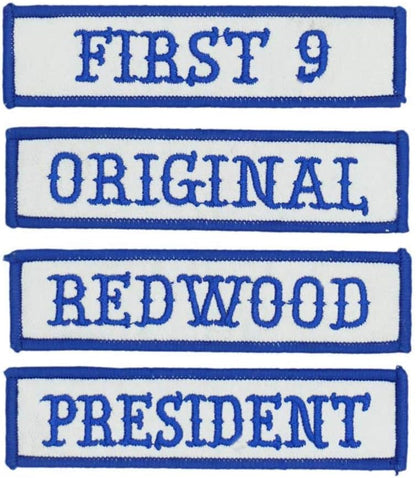 FIRST 9
ORIGINAL
REDWOOD
PRESIDENT